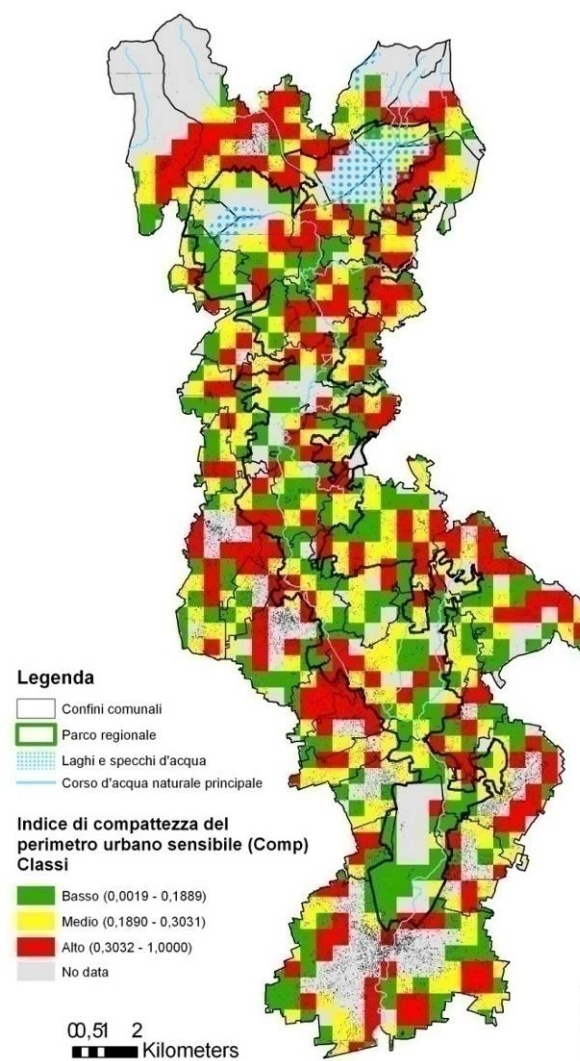 Legenda
Confini comunali
Parco regionale
Laghi e specchi d'acqua
Corso d'acqua naturale principale
Indice di compattezza del
perimetro urbano sensibile (Comp)
Classi
Basso (0,0019 - 0,1889)
Medio (0,1890 - 0,3031)
Alto (0,3032 - 1,0000)
No data
00,51 2
Kilometers